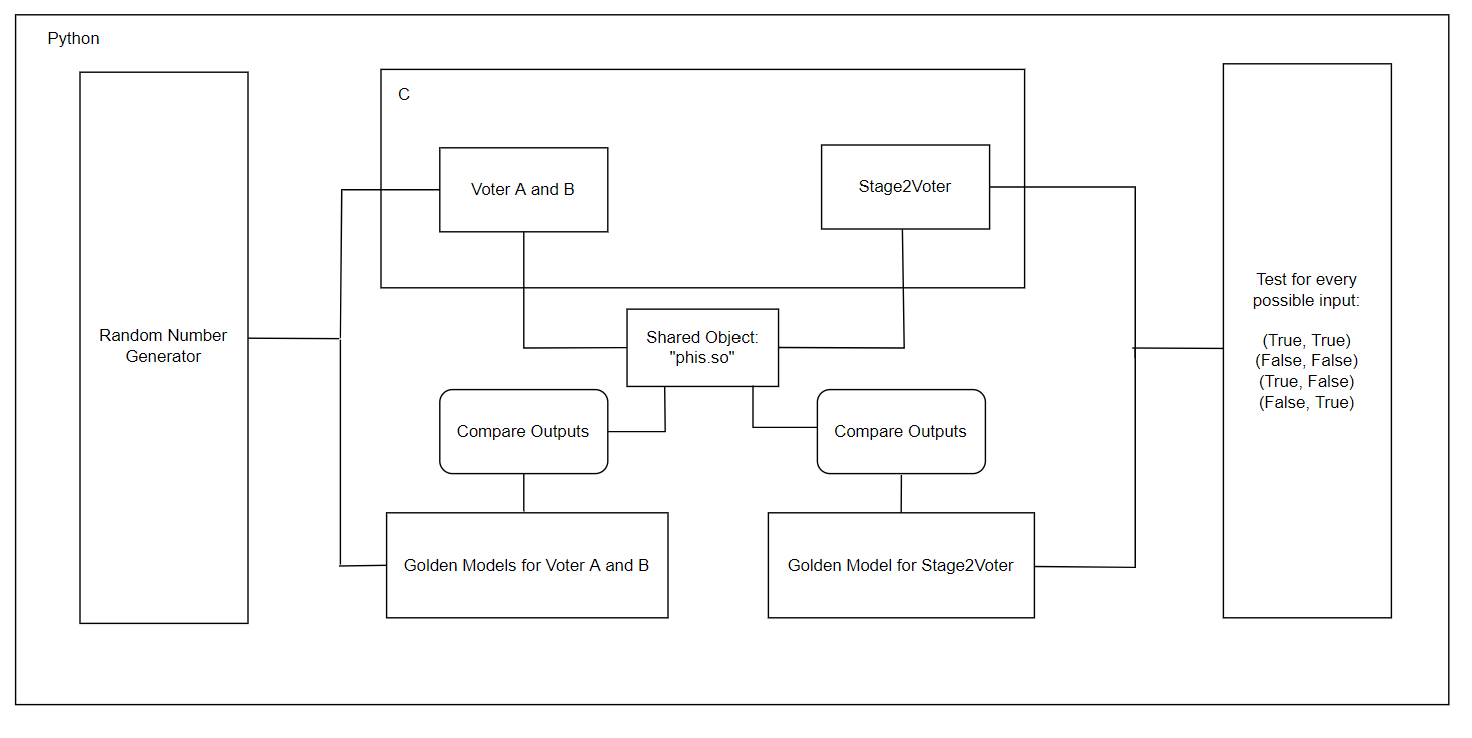 Python
C
Voter A and B
Stage2Voter
Random Number
Generator
Shared Object:
"phis.so"
Compare Outputs
Compare Outputs
Golden Models for Voter A and B
Golden Model for Stage2Voter
Test for every
possible input:
(True, True)
(False, False)
(True, False)
(False, True)